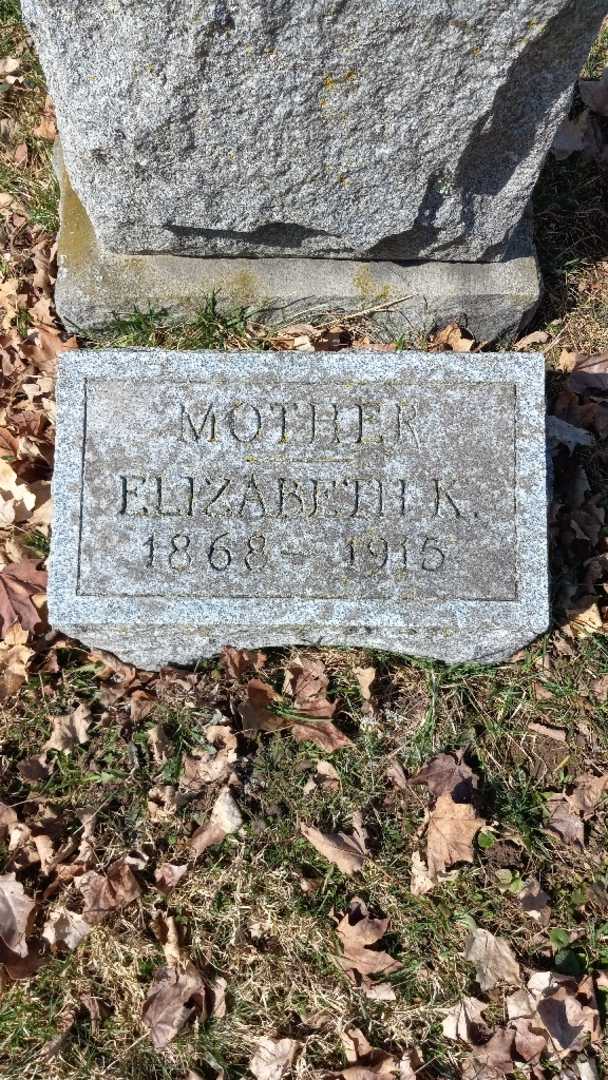 MOTHER
ELIZABETH K.
1868 – 1915